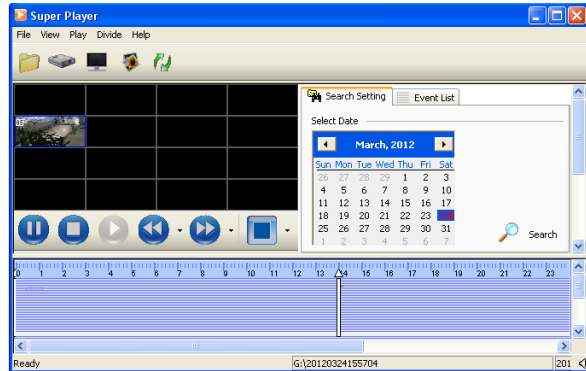 Super Player
File View Play Divide Help
Search Setting Event List
Select Date
March, 2012
Sun Mon Tue Wed Thu Fri Sat
26 27 28 29 1 2 3
4 5 6 7 8 9 10
11 12 13 14 15 16 17
18 19 20 21 22 23 24
25 26 27 28 29 30 31
1 2 3 4 5 6 7
Search
0 1 2 3 4 5 6 7 8 9 10 11 12 13 14 15 16 17 18 19 20 21 22 23
Ready G:\20120324155704 201